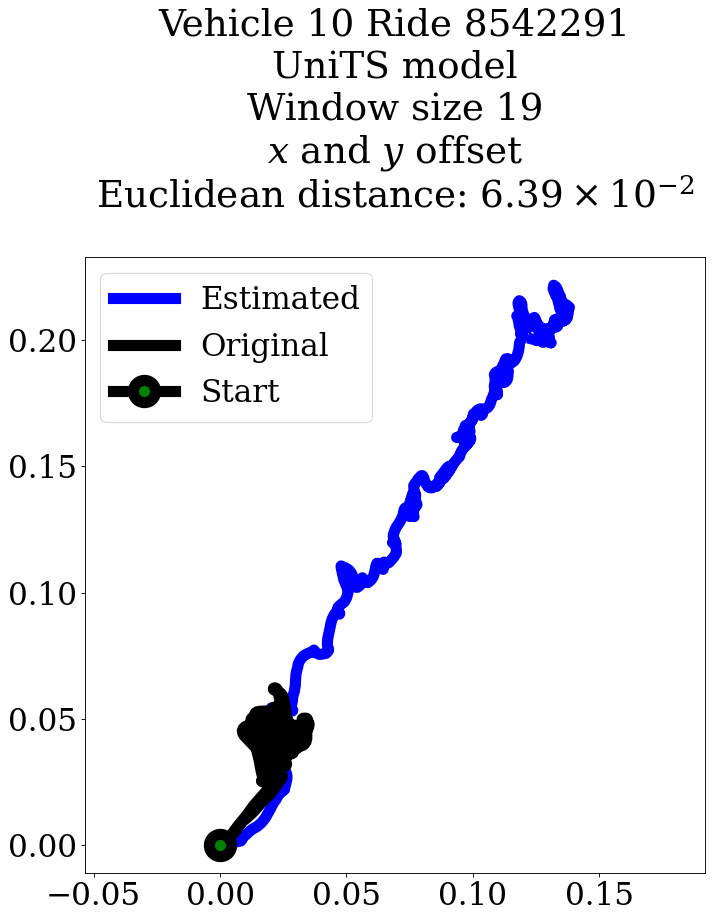 Vehicle 10 Ride 8542291
UniTS model
Window size 19
x and y offset
Euclidean distance: 6.39 × 10⁻²
Estimated
Original
Start
0.20
0.15
0.10
0.05
0.00
−0.05 0.00 0.05 0.10 0.15